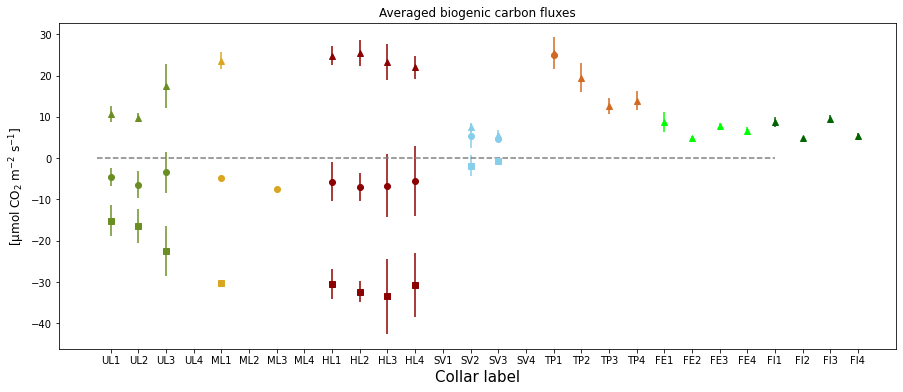 Averaged biogenic carbon fluxes
[μmol CO₂ m⁻² s⁻¹]
30
20
10
0
−10
−20
−30
−40
UL1 UL2 UL3 UL4 ML1 ML2 ML3 ML4 HL1 HL2 HL3 HL4 SV1 SV2 SV3 SV4 TP1 TP2 TP3 TP4 FE1 FE2 FE3 FE4 FI1 FI2 FI3 FI4
Collar label